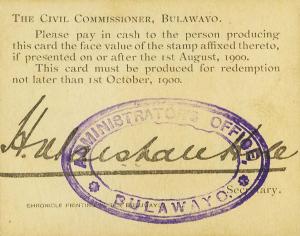 THE CIVIL COMMISSIONER, BULAWAYO.
Please pay in cash to the person producing
this card the face value of the stamp affixed thereto,
if presented on or after the 1st August, 1900.
This card must be produced for redemption
not later than 1st October, 1900.
ADMINISTRATOR'S OFFICE,
BULAWAYO.
H. Marshall Hole
Secretary.
CHRONICLE PRINTING WORKS, BULAWAYO